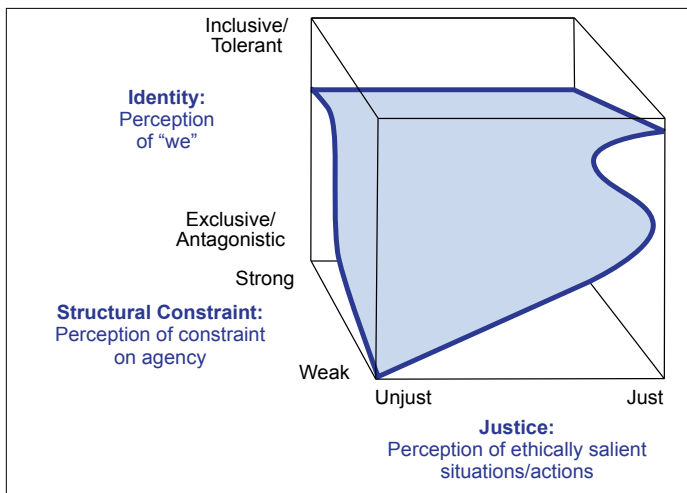 Inclusive/
Tolerant
Identity:
Perception
of “we”
Exclusive/
Antagonistic
Strong
Structural Constraint:
Perception of constraint
on agency
Weak
Unjust
Just
Justice:
Perception of ethically salient
situations/actions